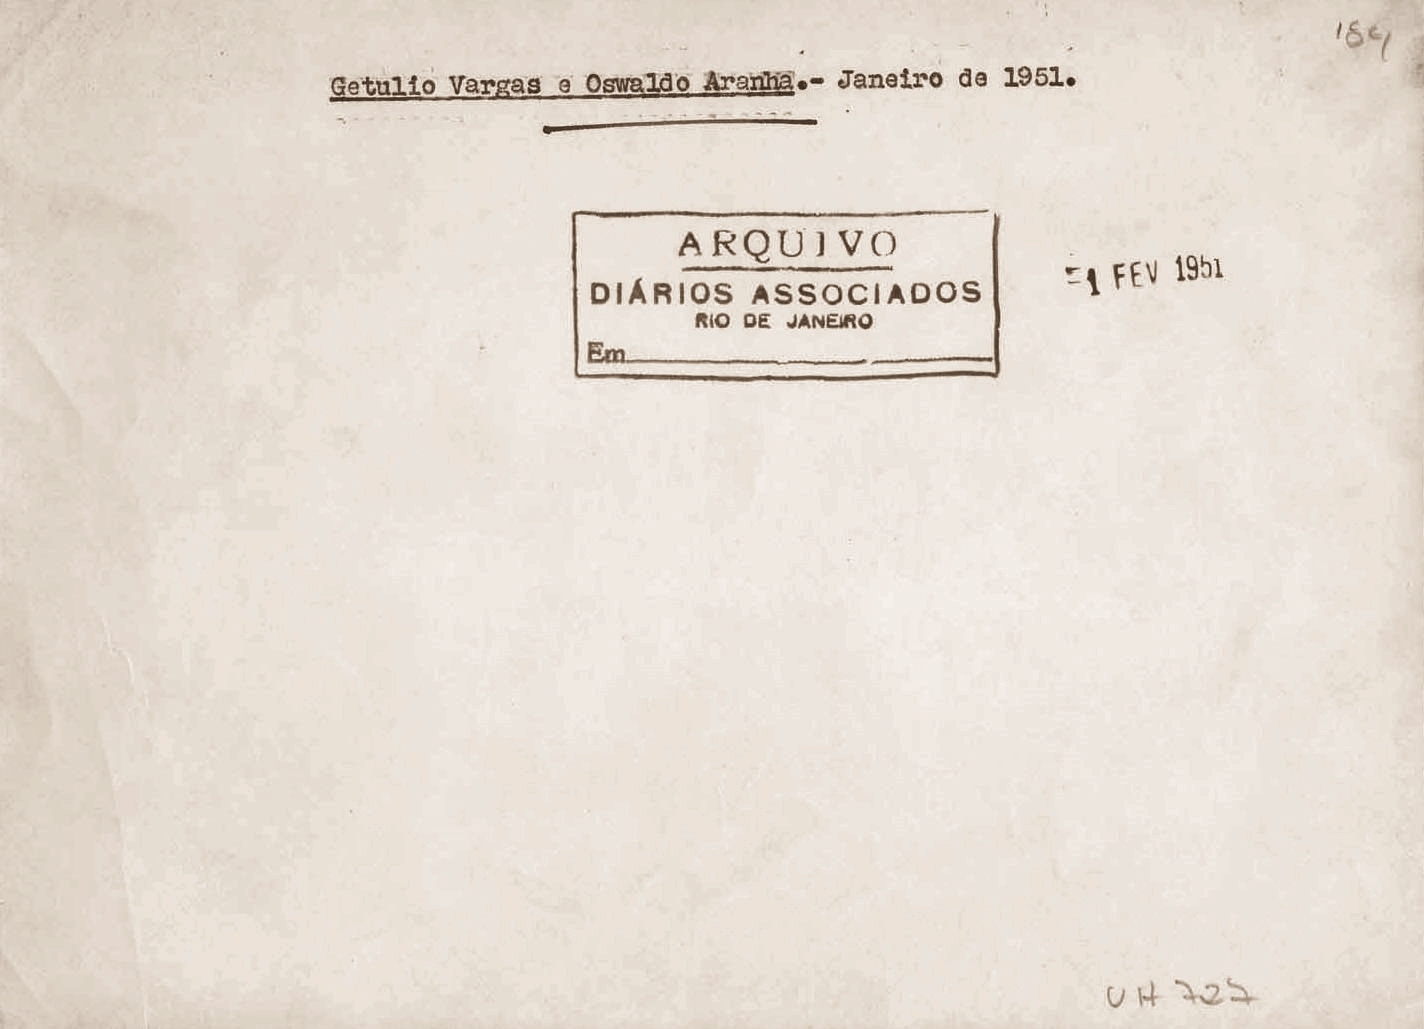 Getulio Vargas e Oswaldo Aranha.- Janeiro de 1951.
ARQUIVO
DIÁRIOS ASSOCIADOS
RIO DE JANEIRO
Em
-1 FEV 1951
UH 727